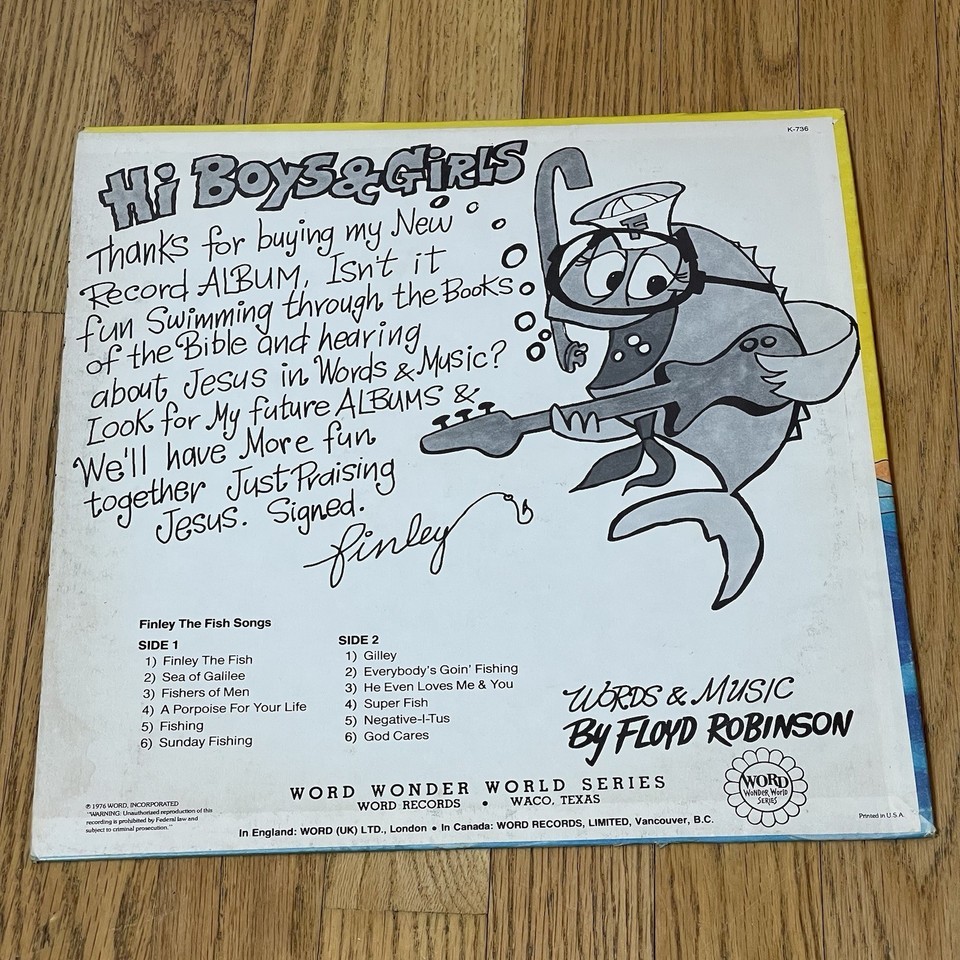 K-736
Hi Boys & Girls
Thanks for buying my New
Record ALBUM, Isn't it
fun Swimming through the Books
of the Bible and hearing
about Jesus in Words & Music?
Look for My future ALBUMS &
We'll have More fun
together Just Praising
Jesus. Signed.
Finley
F
Finley The Fish Songs
SIDE 1
1) Finley The Fish
2) Sea of Galilee
3) Fishers of Men
4) A Porpoise For Your Life
5) Fishing
6) Sunday Fishing
SIDE 2
1) Gilley
2) Everybody's Goin' Fishing
3) He Even Loves Me & You
4) Super Fish
5) Negative-I-Tus
6) God Cares
WORDS & MUSIC
By FLOYD ROBINSON
WORD WONDER WORLD SERIES
WORD RECORDS • WACO, TEXAS
WORD
WONDER WORLD
SERIES
℗ 1976 WORD, INCORPORATED
"WARNING: Unauthorized reproduction of this
recording is prohibited by Federal law and
subject to criminal prosecution."
In England: WORD (UK) LTD., London • In Canada: WORD RECORDS, LIMITED, Vancouver, B.C.
Printed in U.S.A.